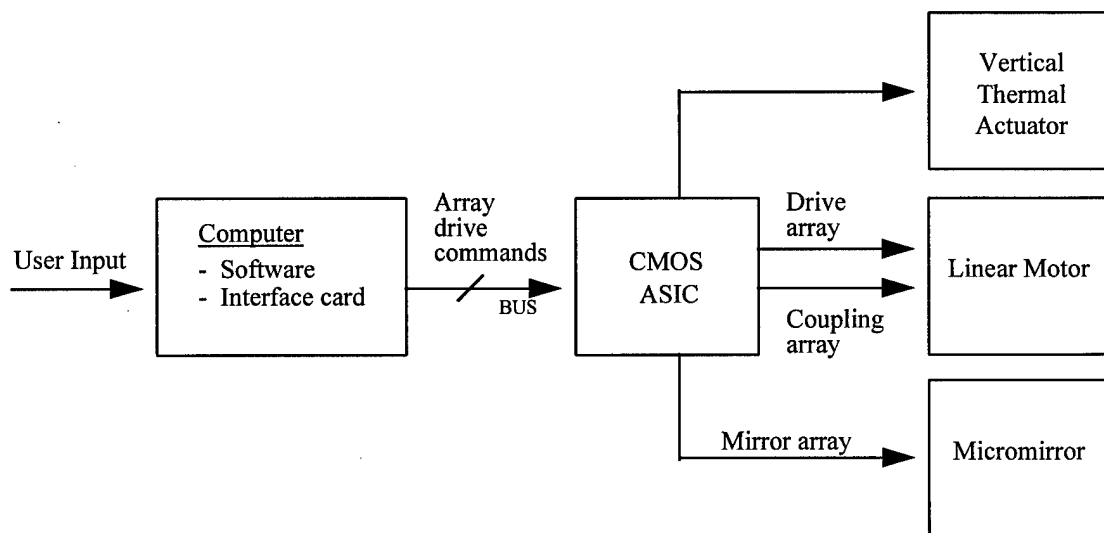 User Input
Computer
- Software
- Interface card
Array
drive
commands
BUS
CMOS
ASIC
Vertical
Thermal
Actuator
Drive
array
Coupling
array
Linear Motor
Mirror array
Micromirror